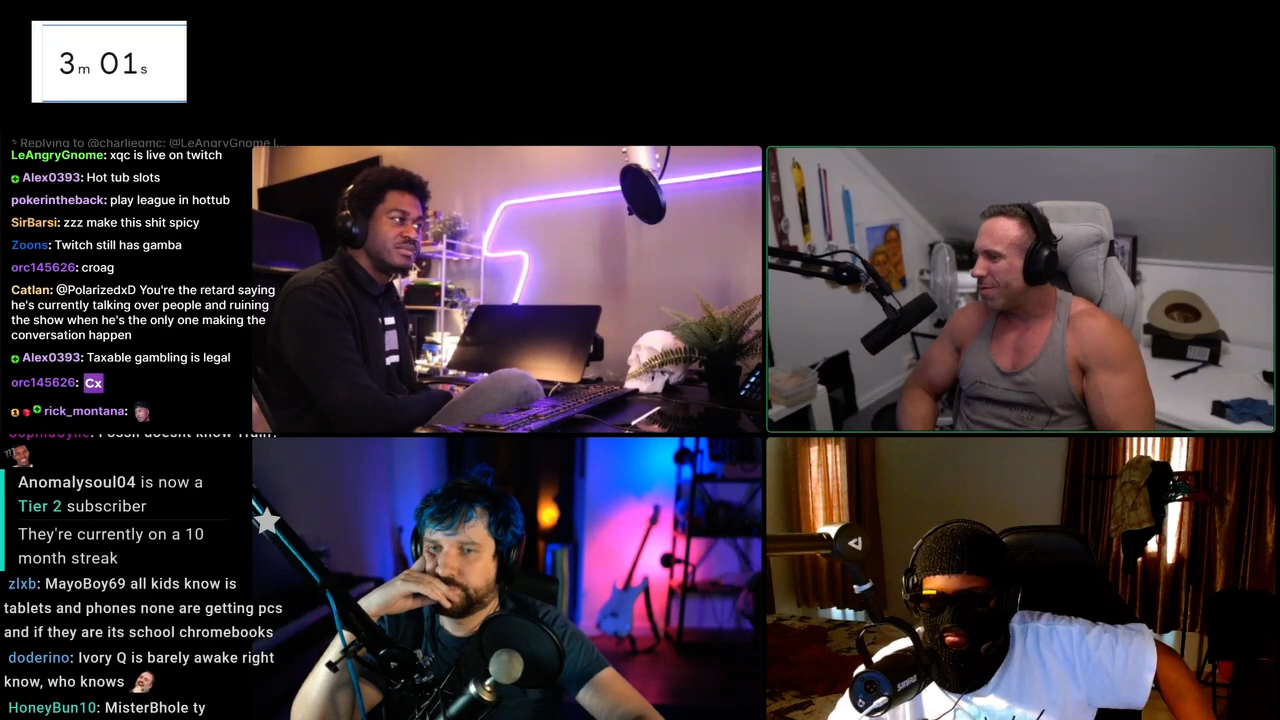 3m 01s
Replying to @charliegmc: @LeAngryGnome I...
LeAngryGnome: xqc is live on twitch
Alex0393: Hot tub slots
pokerintheback: play league in hottub
SirBarsi: zzz make this shit spicy
Zoons: Twitch still has gamba
orc145626: croag
Catlan: @PolarizedxD You're the retard saying
he's currently talking over people and ruining
the show when he's the only one making the
conversation happen
Alex0393: Taxable gambling is legal
orc145626: Cx
rick_montana:
Anomalysoul04 is now a
Tier 2 subscriber
They're currently on a 10
month streak
zlxb: MayoBoy69 all kids know is
tablets and phones none are getting pcs
and if they are its school chromebooks
doderino: Ivory Q is barely awake right
know, who knows
HoneyBun10: MisterBhole ty
SHURE